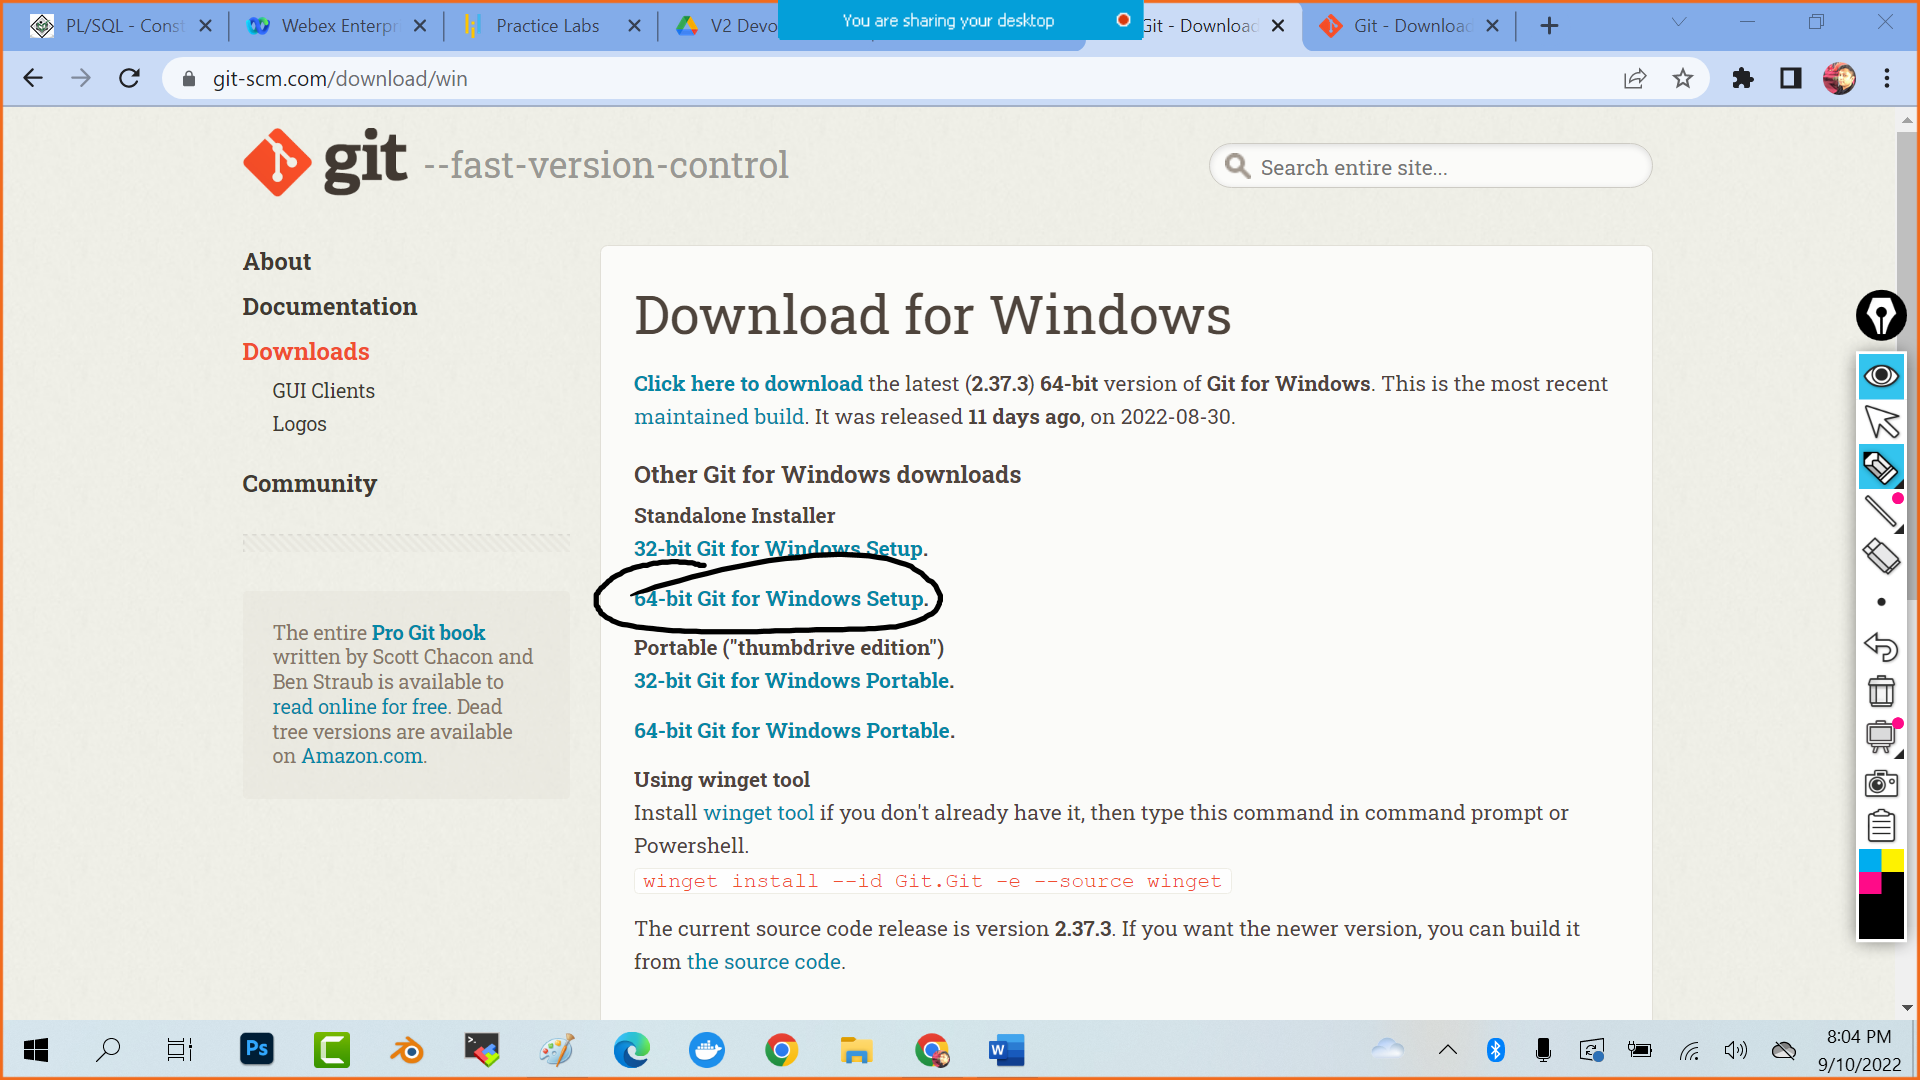 PL/SQL - Const
Webex Enterpri
Practice Labs
V2 Devo
You are sharing your desktop
Git - Download
Git - Download
git-scm.com/download/win
git --fast-version-control
Search entire site...
About
Documentation
Downloads
GUI Clients
Logos
Community
The entire Pro Git book
written by Scott Chacon and
Ben Straub is available to
read online for free. Dead
tree versions are available
on Amazon.com.
Download for Windows
Click here to download the latest (2.37.3) 64-bit version of Git for Windows. This is the most recent
maintained build. It was released 11 days ago, on 2022-08-30.
Other Git for Windows downloads
Standalone Installer
32-bit Git for Windows Setup.
64-bit Git for Windows Setup.
Portable ("thumbdrive edition")
32-bit Git for Windows Portable.
64-bit Git for Windows Portable.
Using winget tool
Install winget tool if you don't already have it, then type this command in command prompt or
Powershell.
winget install --id Git.Git -e --source winget
The current source code release is version 2.37.3. If you want the newer version, you can build it
from the source code.
Ps
W
8:04 PM
9/10/2022